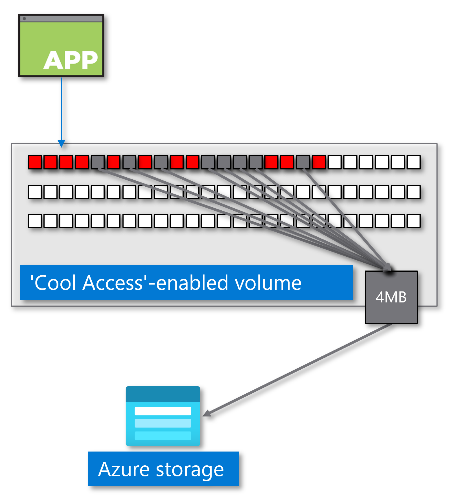 APP
'Cool Access'-enabled volume
4MB
Azure storage